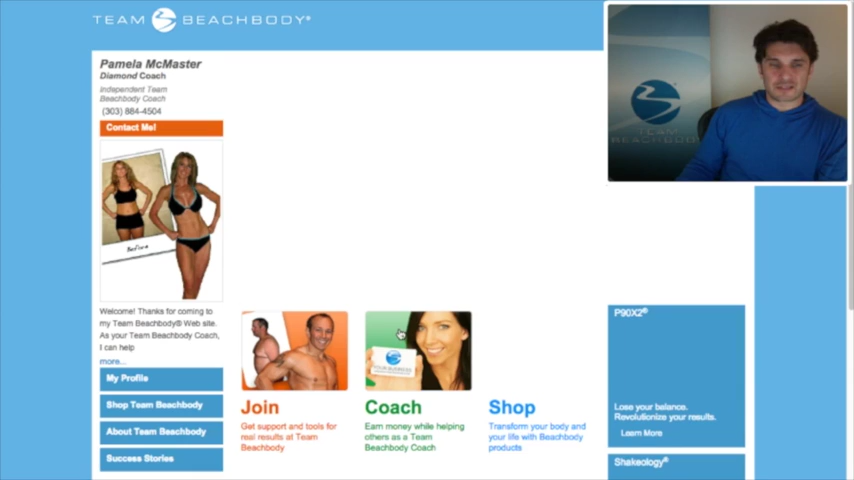 TEAM BEACHBODY®
Pamela McMaster
Diamond Coach
Independent Team
Beachbody Coach
(303) 884-4504
Contact Me!
Before
Welcome! Thanks for coming to
my Team Beachbody® Web site.
As your Team Beachbody Coach,
I can help
more...
My Profile
Shop Team Beachbody
About Team Beachbody
Success Stories
Join
Get support and tools for
real results at Team
Beachbody
Coach
Earn money while helping
others as a Team
Beachbody Coach
Shop
Transform your body and
your life with Beachbody
products
P90X2®
Lose your balance.
Revolutionize your results.
Learn More
Shakeology®
TEAM
BEACHBODY